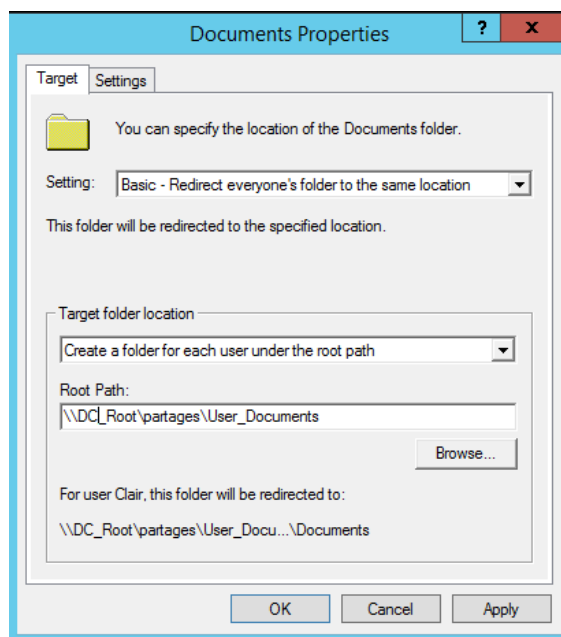 Documents Properties
?
x
Target
Settings
You can specify the location of the Documents folder.
Setting:
Basic - Redirect everyone's folder to the same location
This folder will be redirected to the specified location.
Target folder location
Create a folder for each user under the root path
Root Path:
\\DC_Root\partages\User_Documents
Browse...
For user Clair, this folder will be redirected to:
\\DC_Root\partages\User_Docu...\Documents
OK
Cancel
Apply